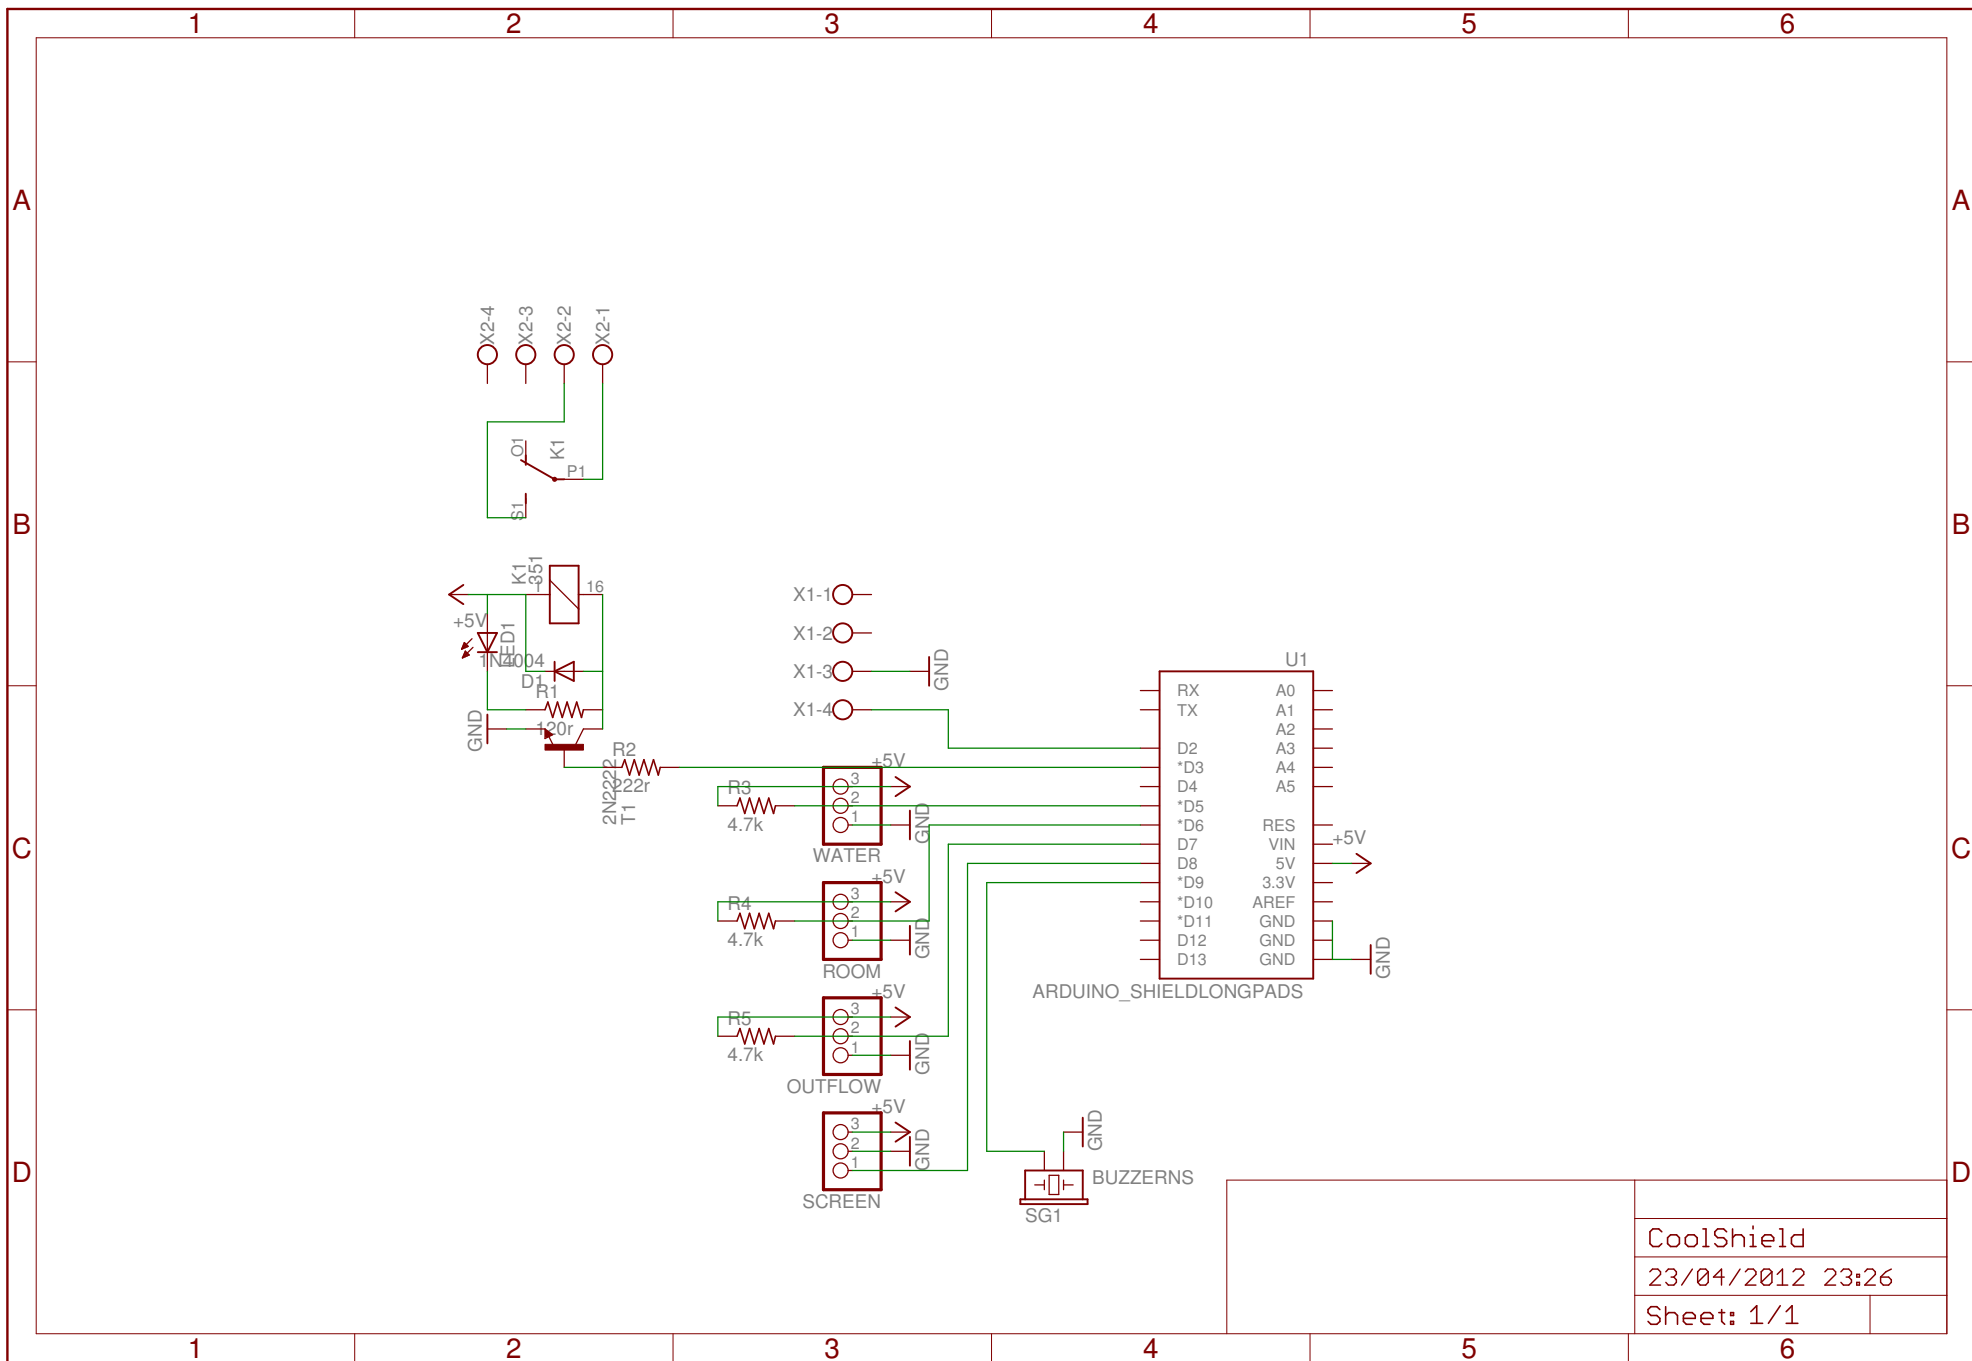 1 2 3 4 5 6
A A
X2-4 X2-3 X2-2 X2-1
O1 K1
P1
B B
S1
K1 351
1 16
X1-1
+5V
LED1
X1-2
1N4004
U1
D1
X1-3 GND
R1
RX A0
X1-4
TX A1
GND 120r
A2
R2
D2 A3
+5V
*D3 A4
2N2222 T1
222r R3 3
D4 A5
2
*D5
4.7k 1 GND
*D6 RES
+5V
WATER
D7 VIN
C C
D8 5V
+5V
*D9 3.3V
R4 3
*D10 AREF
2
*D11 GND
4.7k 1 GND
D12 GND
GND
D13 GND
ROOM
ARDUINO_SHIELDLONGPADS
+5V
R5 3
2
4.7k 1 GND
OUTFLOW
+5V
3
2
GND
1 GND
D D
BUZZERNS
SCREEN
SG1
CoolShield
23/04/2012 23:26
Sheet: 1/1
1 2 3 4 5 6